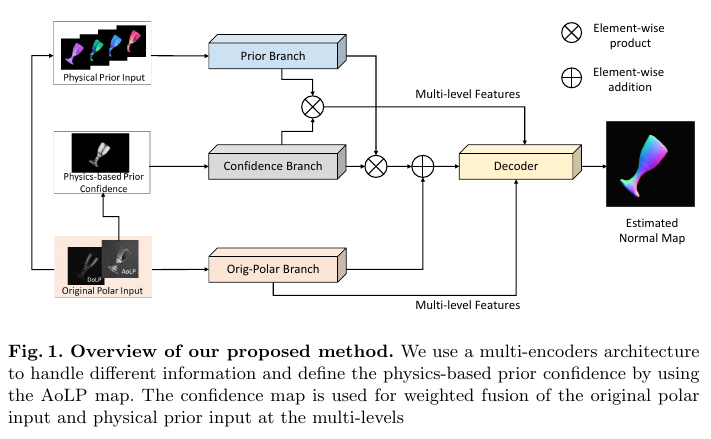 Physical Prior Input
Prior Branch
Element-wise
product
Element-wise
addition
Multi-level Features
Physics-based Prior
Confidence
Confidence Branch
Decoder
Estimated
Normal Map
DoLP
AoLP
Original Polar Input
Orig-Polar Branch
Multi-level Features
Fig. 1. Overview of our proposed method. We use a multi-encoders architecture
to handle different information and define the physics-based prior confidence by using
the AoLP map. The confidence map is used for weighted fusion of the original polar
input and physical prior input at the multi-levels